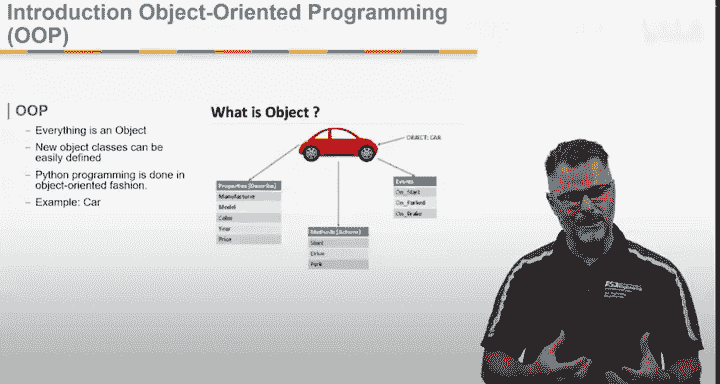 Introduction Object-Oriented Programming
(OOP)
OOP
– Everything is an Object
– New object classes can be
easily defined
– Python programming is done in
object-oriented fashion.
– Example: Car
What is Object ?
OBJECT: CAR
Properties [Describe]
Manufacturer
Model
Color
Year
Price
Methods [Actions]
Start
Drive
Park
Events
On_Start
On_Parked
On_Brake